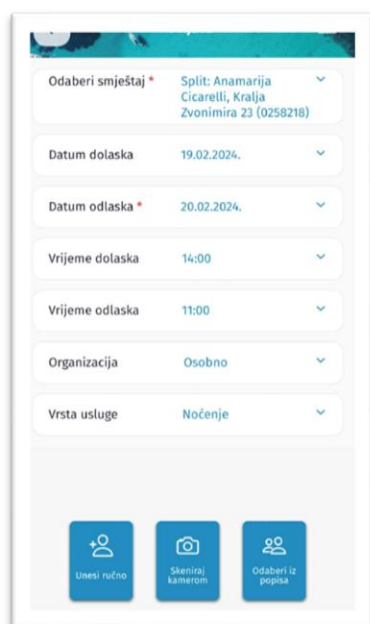 Odaberi smještaj * Split: Anamarija
Cicarelli, Kralja
Zvonimira 23 (0258218)
Datum dolaska 19.02.2024.
Datum odlaska * 20.02.2024.
Vrijeme dolaska 14:00
Vrijeme odlaska 11:00
Organizacija Osobno
Vrsta usluge Noćenje
Unesi ručno
Skeniraj
kamerom
Odaberi iz
popisa